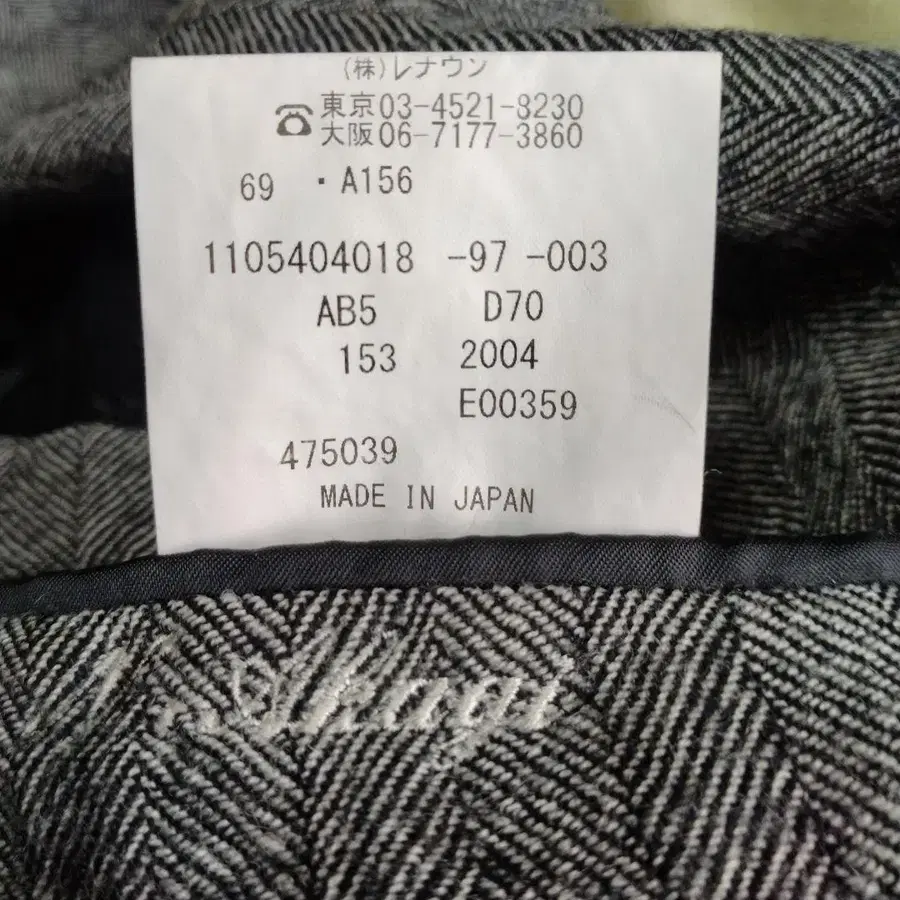 (株)レナウン
☎東京03-4521-8230
大阪06-7177-3860
69 ・A156
1105404018 -97 -003
AB5 D70
153 2004
E00359
475039
MADE IN JAPAN
Akagi